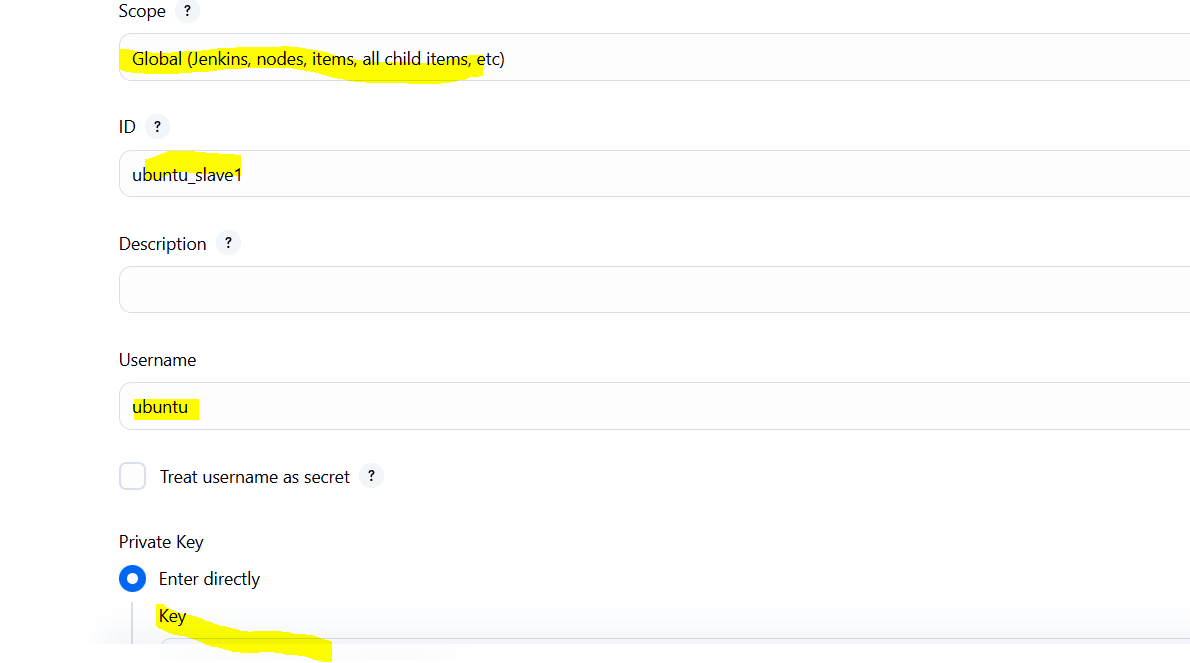 Scope ?
Global (Jenkins, nodes, items, all child items, etc)
ID ?
ubuntu_slave1
Description ?
Username
ubuntu
Treat username as secret ?
Private Key
Enter directly
Key